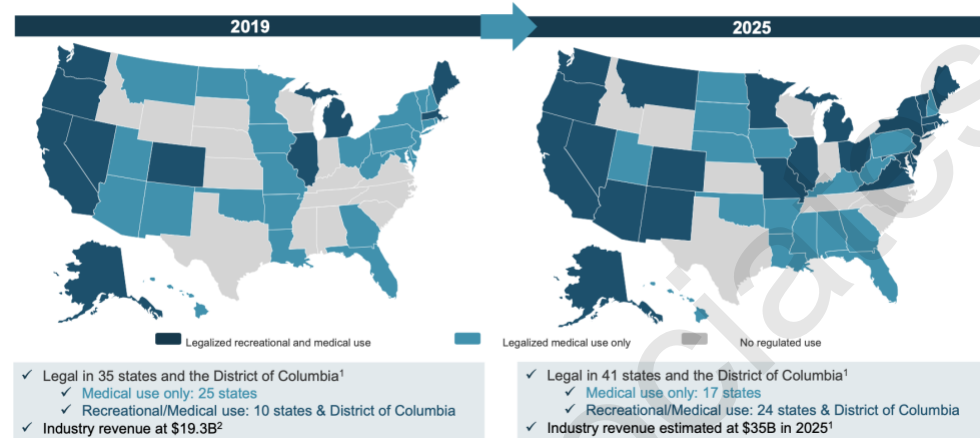 2019
2025
Legalized recreational and medical use
Legalized medical use only
No regulated use
✓ Legal in 35 states and the District of Columbia¹
✓ Medical use only: 25 states
✓ Recreational/Medical use: 10 states & District of Columbia
✓ Industry revenue at $19.3B²
✓ Legal in 41 states and the District of Columbia¹
✓ Medical use only: 17 states
✓ Recreational/Medical use: 24 states & District of Columbia
✓ Industry revenue estimated at $35B in 2025¹